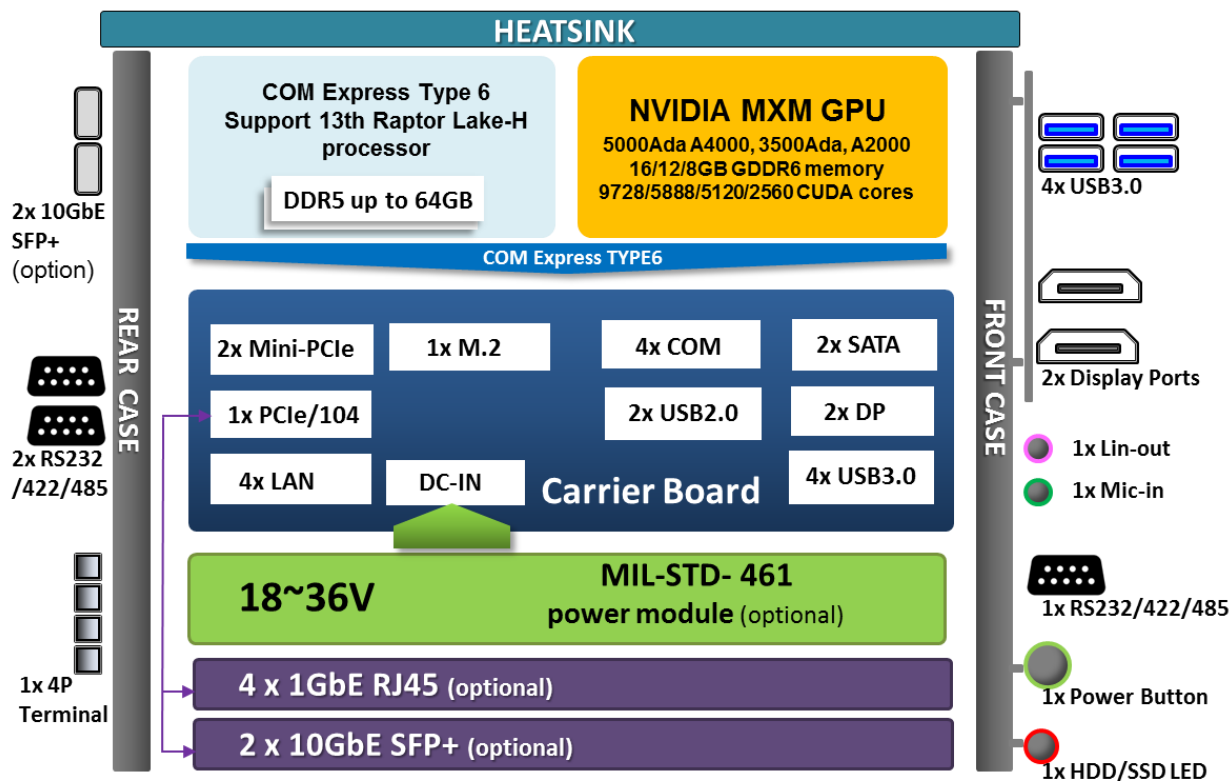 HEATSINK
COM Express Type 6
Support 13th Raptor Lake-H
processor
DDR5 up to 64GB
NVIDIA MXM GPU
5000Ada A4000, 3500Ada, A2000
16/12/8GB GDDR6 memory
9728/5888/5120/2560 CUDA cores
COM Express TYPE6
REAR CASE
2x 10GbE
SFP+
(option)
2x RS232
/422/485
1x 4P
Terminal
2x Mini-PCIe
1x M.2
4x COM
2x SATA
1x PCIe/104
2x USB2.0
2x DP
4x LAN
DC-IN
Carrier Board
4x USB3.0
18~36V
MIL-STD- 461
power module (optional)
4 x 1GbE RJ45 (optional)
2 x 10GbE SFP+ (optional)
FRONT CASE
4x USB3.0
2x Display Ports
1x Lin-out
1x Mic-in
1x RS232/422/485
1x Power Button
1x HDD/SSD LED